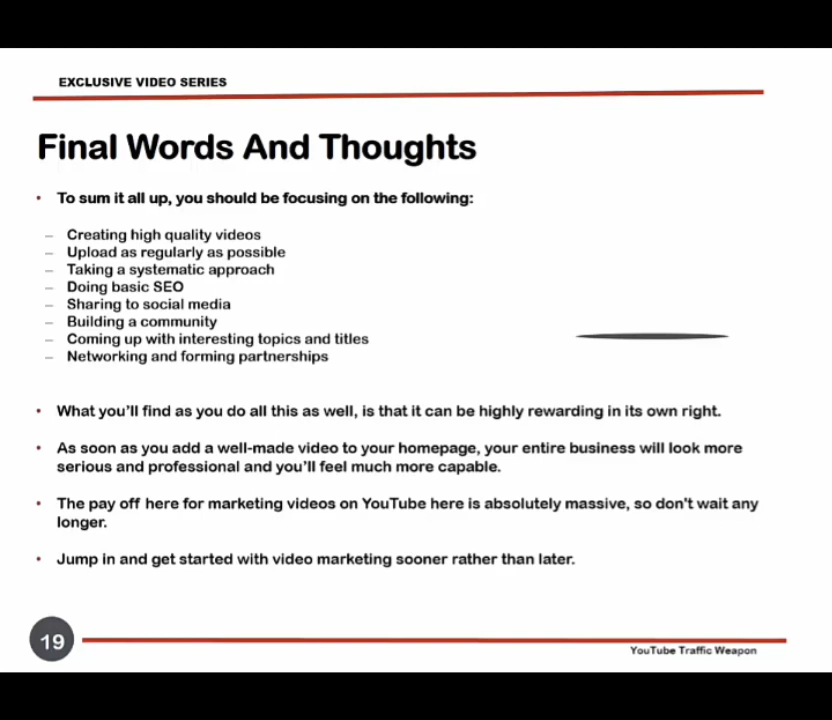 EXCLUSIVE VIDEO SERIES
Final Words And Thoughts
• To sum it all up, you should be focusing on the following:
– Creating high quality videos
– Upload as regularly as possible
– Taking a systematic approach
– Doing basic SEO
– Sharing to social media
– Building a community
– Coming up with interesting topics and titles
– Networking and forming partnerships
• What you'll find as you do all this as well, is that it can be highly rewarding in its own right.
• As soon as you add a well-made video to your homepage, your entire business will look more
serious and professional and you'll feel much more capable.
• The pay off here for marketing videos on YouTube here is absolutely massive, so don't wait any
longer.
• Jump in and get started with video marketing sooner rather than later.
19
YouTube Traffic Weapon